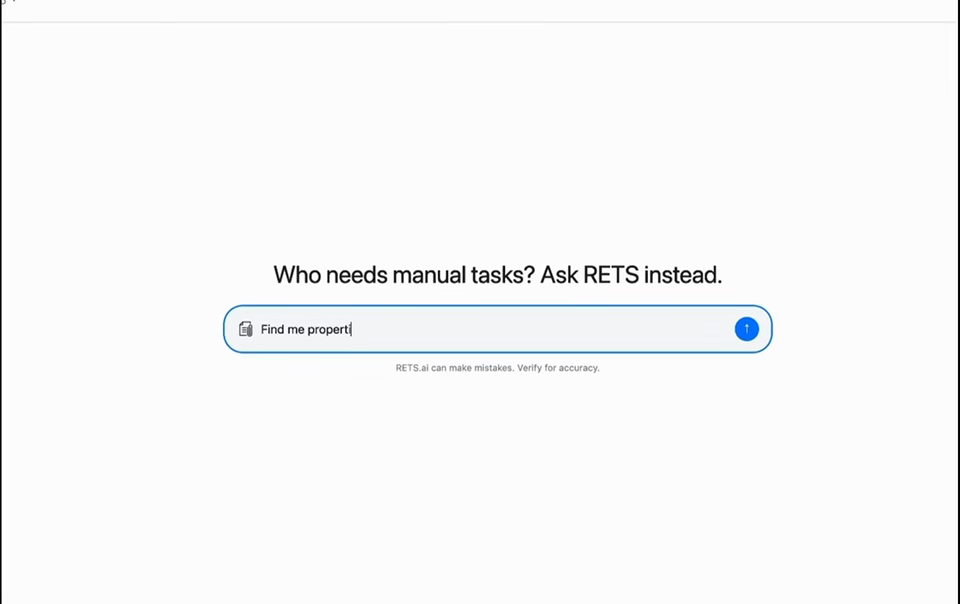 Who needs manual tasks? Ask RETS instead.
Find me properti
RETS.ai can make mistakes. Verify for accuracy.